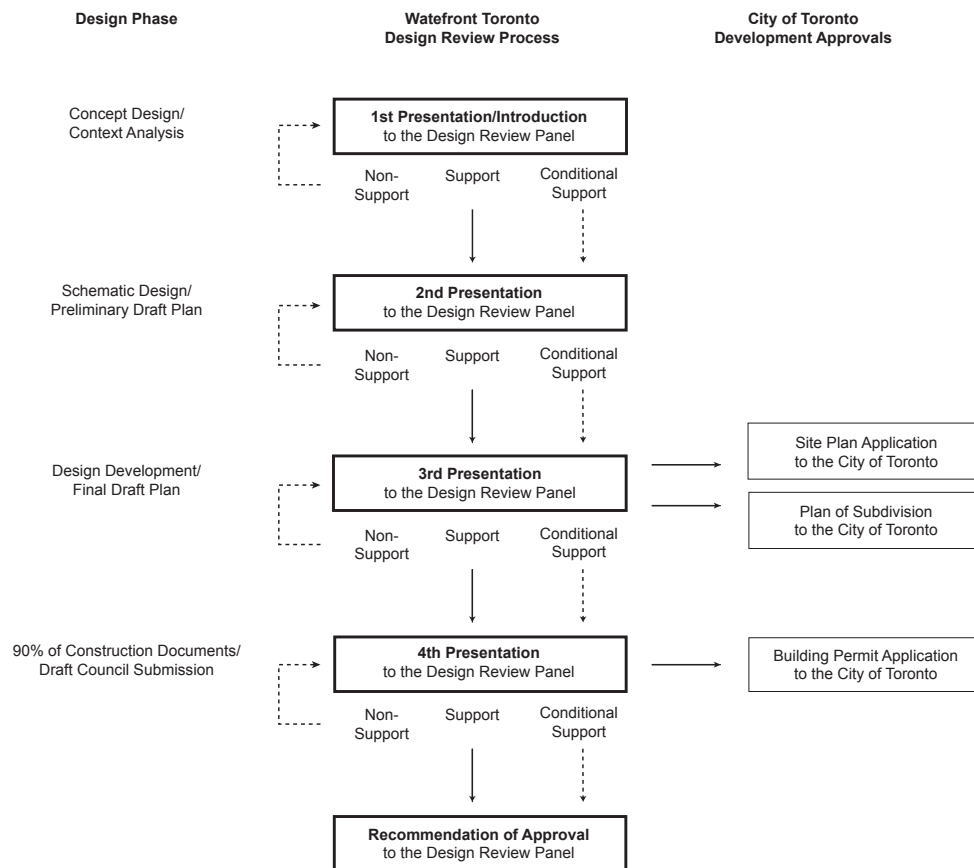 Design Phase
Watefront Toronto
Design Review Process
City of Toronto
Development Approvals
Concept Design/
Context Analysis
1st Presentation/Introduction
to the Design Review Panel
Non-
Support
Support
Conditional
Support
Schematic Design/
Preliminary Draft Plan
2nd Presentation
to the Design Review Panel
Non-
Support
Support
Conditional
Support
Design Development/
Final Draft Plan
3rd Presentation
to the Design Review Panel
Site Plan Application
to the City of Toronto
Plan of Subdivision
to the City of Toronto
Non-
Support
Support
Conditional
Support
90% of Construction Documents/
Draft Council Submission
4th Presentation
to the Design Review Panel
Building Permit Application
to the City of Toronto
Non-
Support
Support
Conditional
Support
Recommendation of Approval
to the Design Review Panel